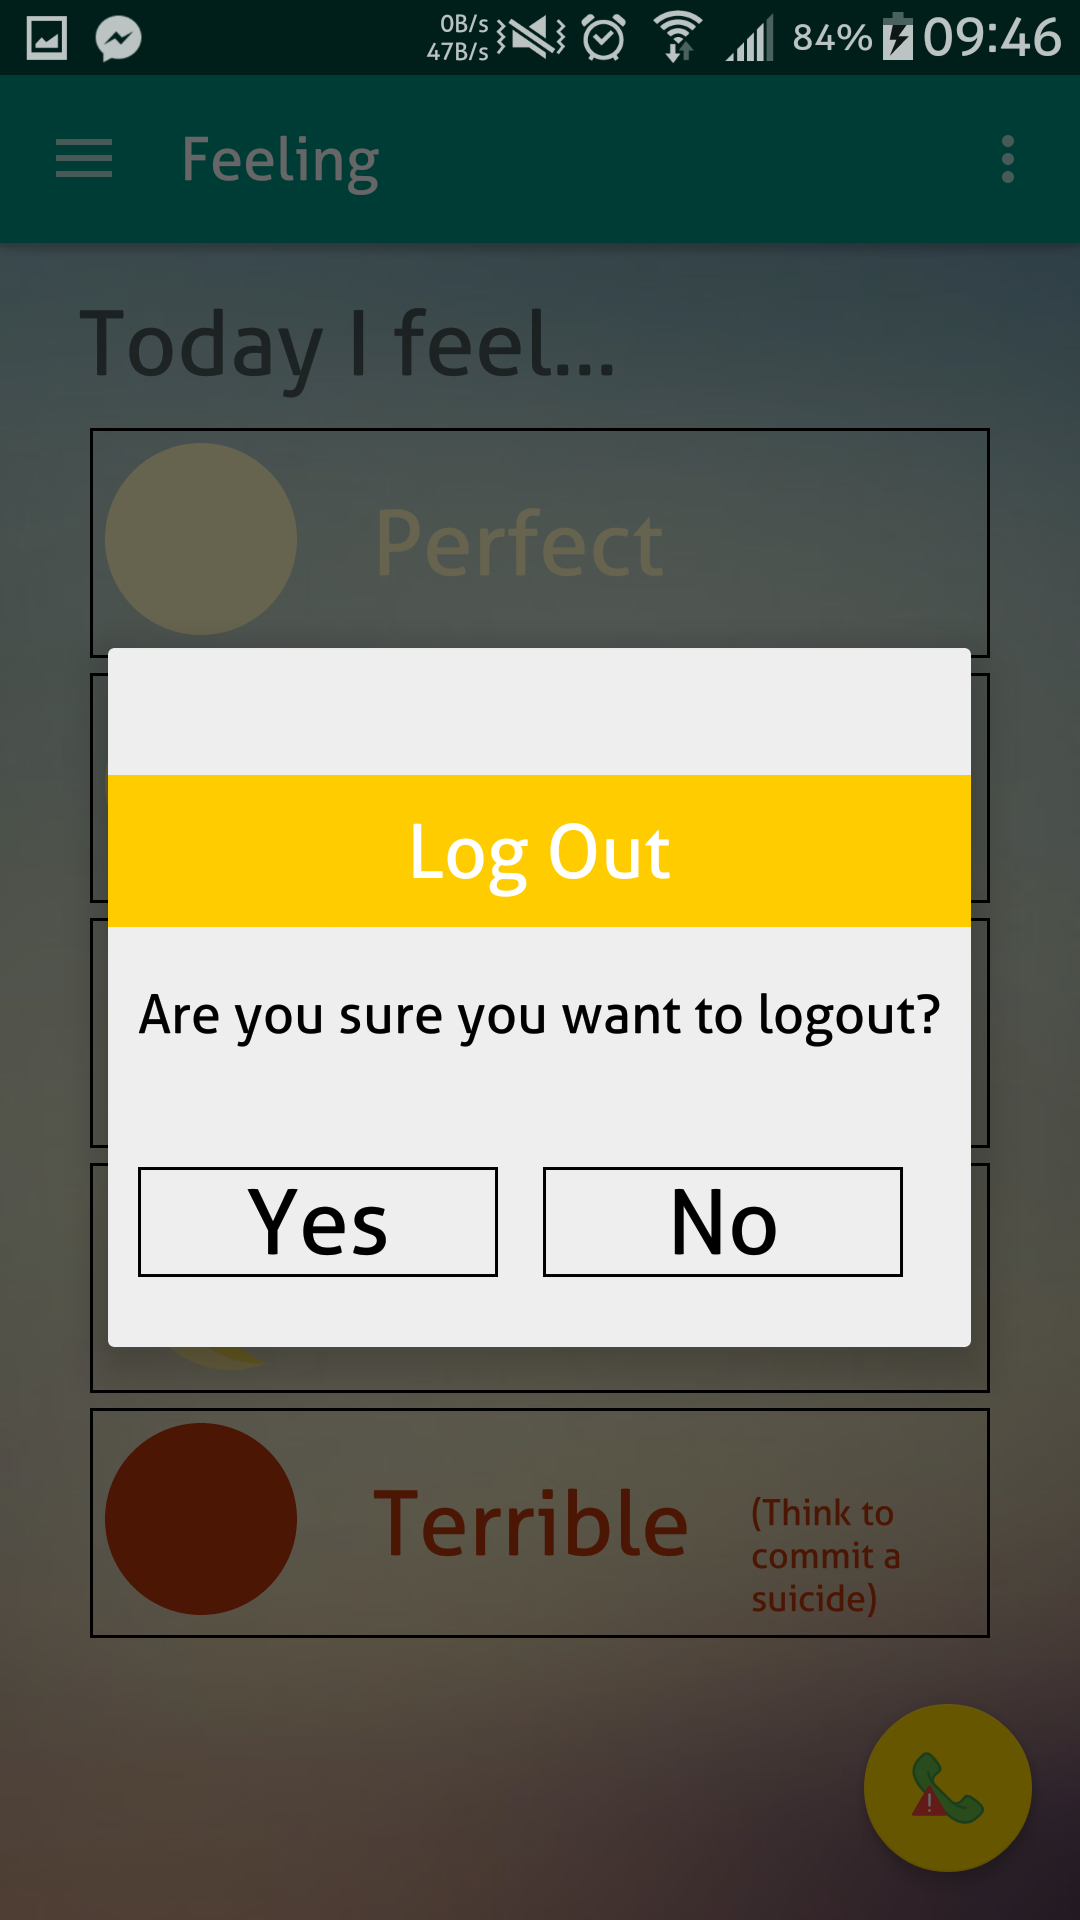 0B/s
47B/s
84% 09:46
Feeling
Today I feel...
Perfect
Log Out
Are you sure you want to logout?
Yes No
Terrible
(Think to
commit a
suicide)